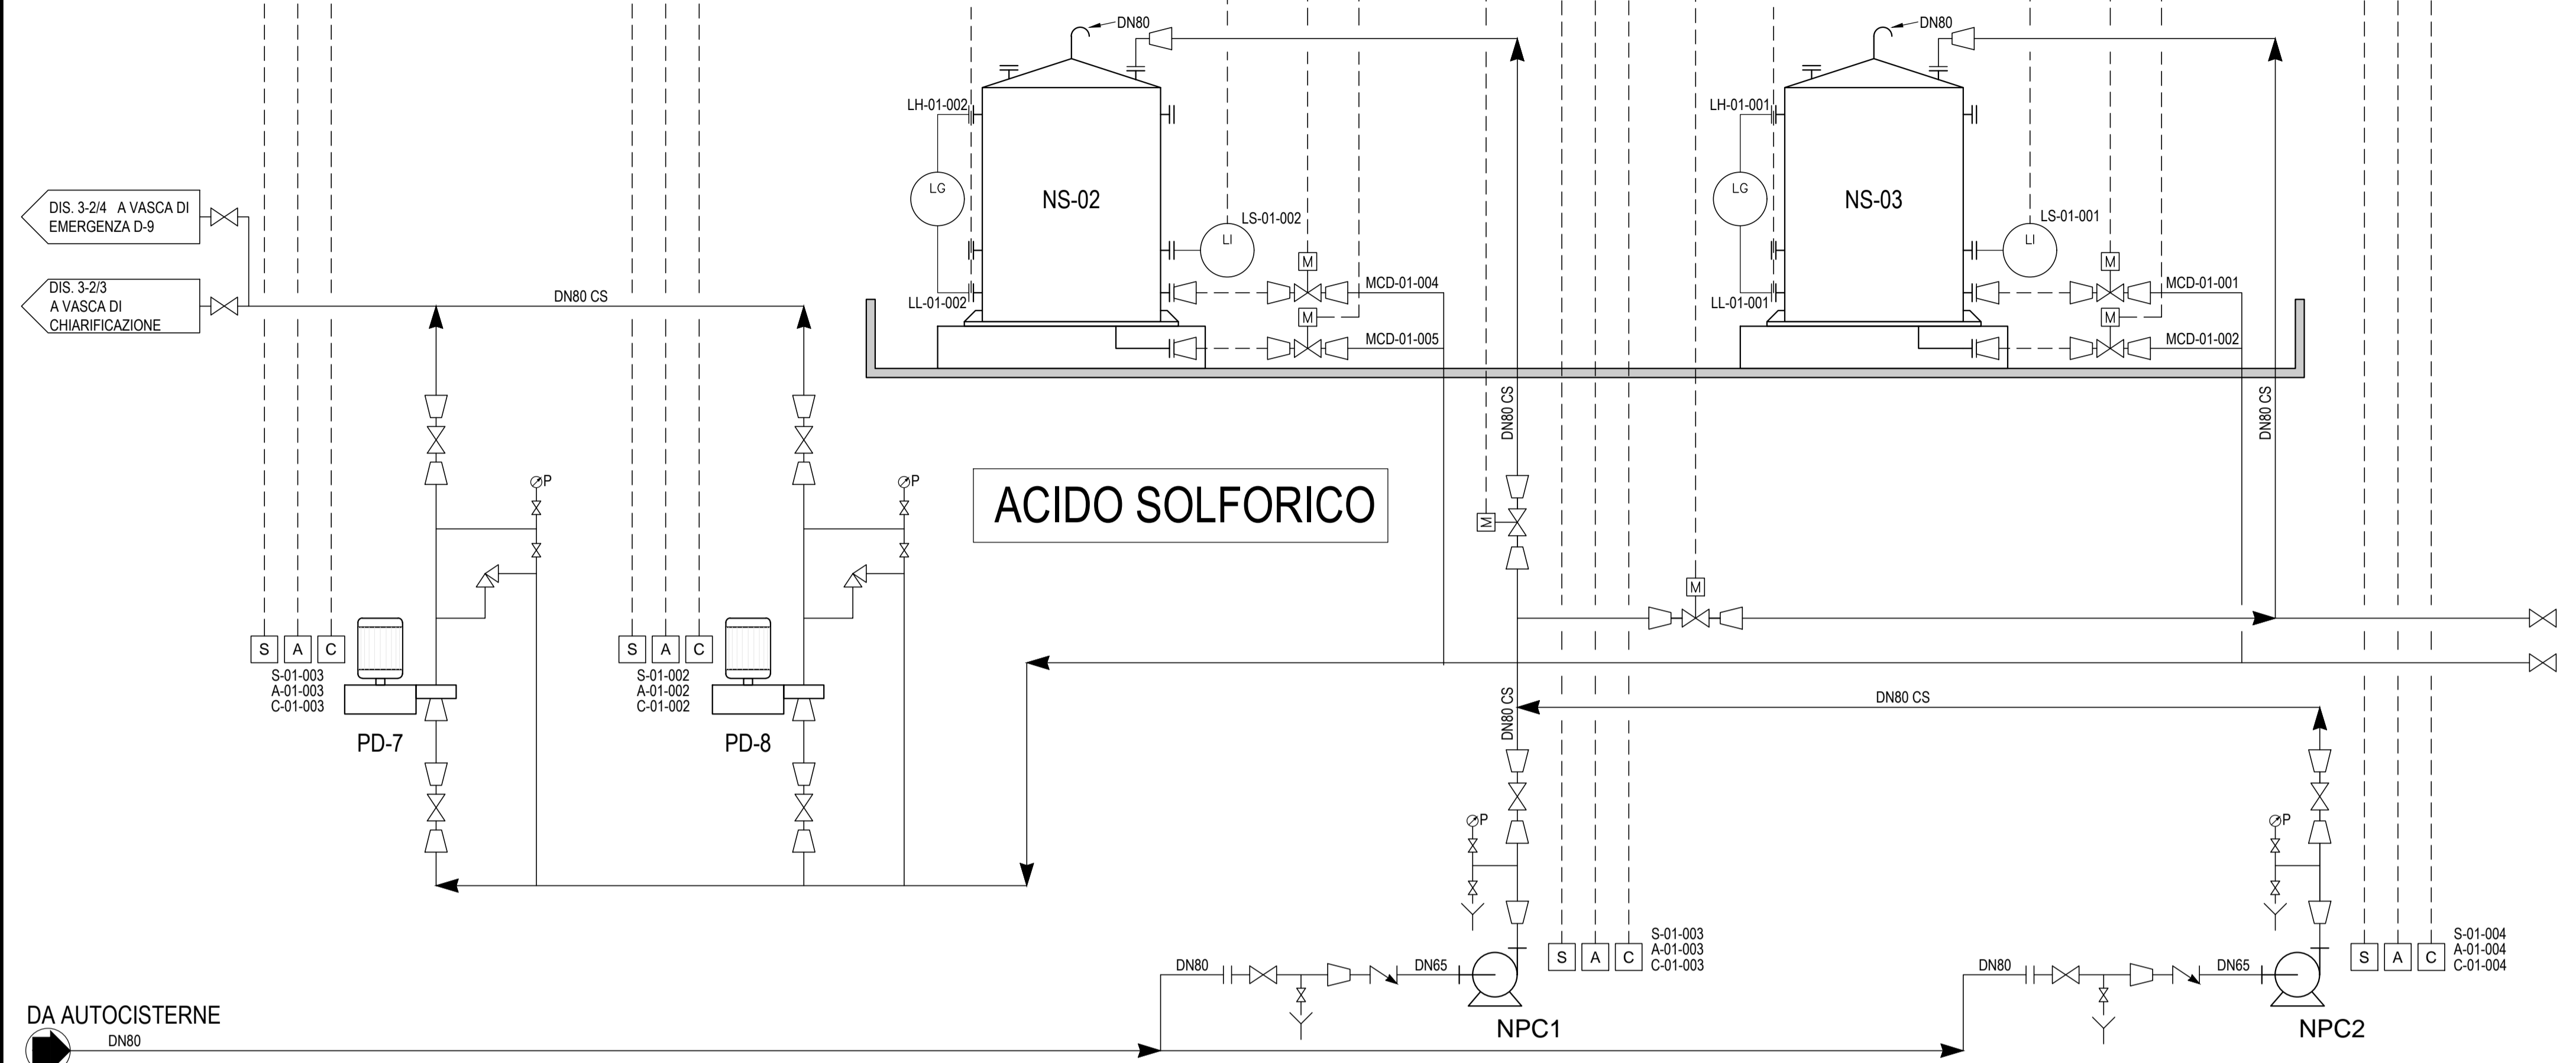 DN80
DN80
LH-01-002
LH-01-001
LG
NS-02
LS-01-002
LI
LG
NS-03
LS-01-001
LI
DIS. 3-2/4 A VASCA DI
EMERGENZA D-9
DIS. 3-2/3
A VASCA DI
CHIARIFICAZIONE
DN80 CS
M
MCD-01-004
LL-01-002
M
MCD-01-005
M
MCD-01-001
LL-01-001
M
MCD-01-002
DN80 CS
DN80 CS
P
P
ACIDO SOLFORICO
M
M
S
A
C
S-01-003
A-01-003
C-01-003
PD-7
S
A
C
S-01-002
A-01-002
C-01-002
PD-8
DN80 CS
DN80 CS
P
P
S
A
C
S-01-003
A-01-003
C-01-003
S
A
C
S-01-004
A-01-004
C-01-004
DN80
DN65
DN80
DN65
NPC1
NPC2
DA AUTOCISTERNE
DN80